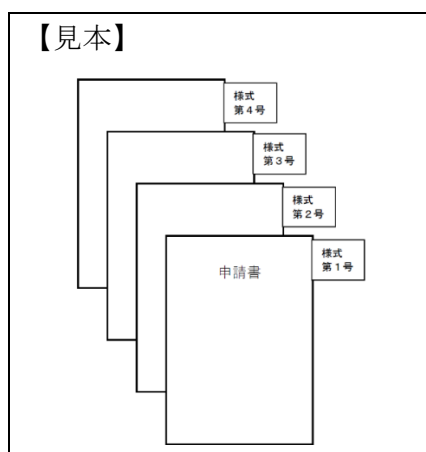 【見本】
様式
第４号
様式
第３号
様式
第２号
様式
第１号
申請書